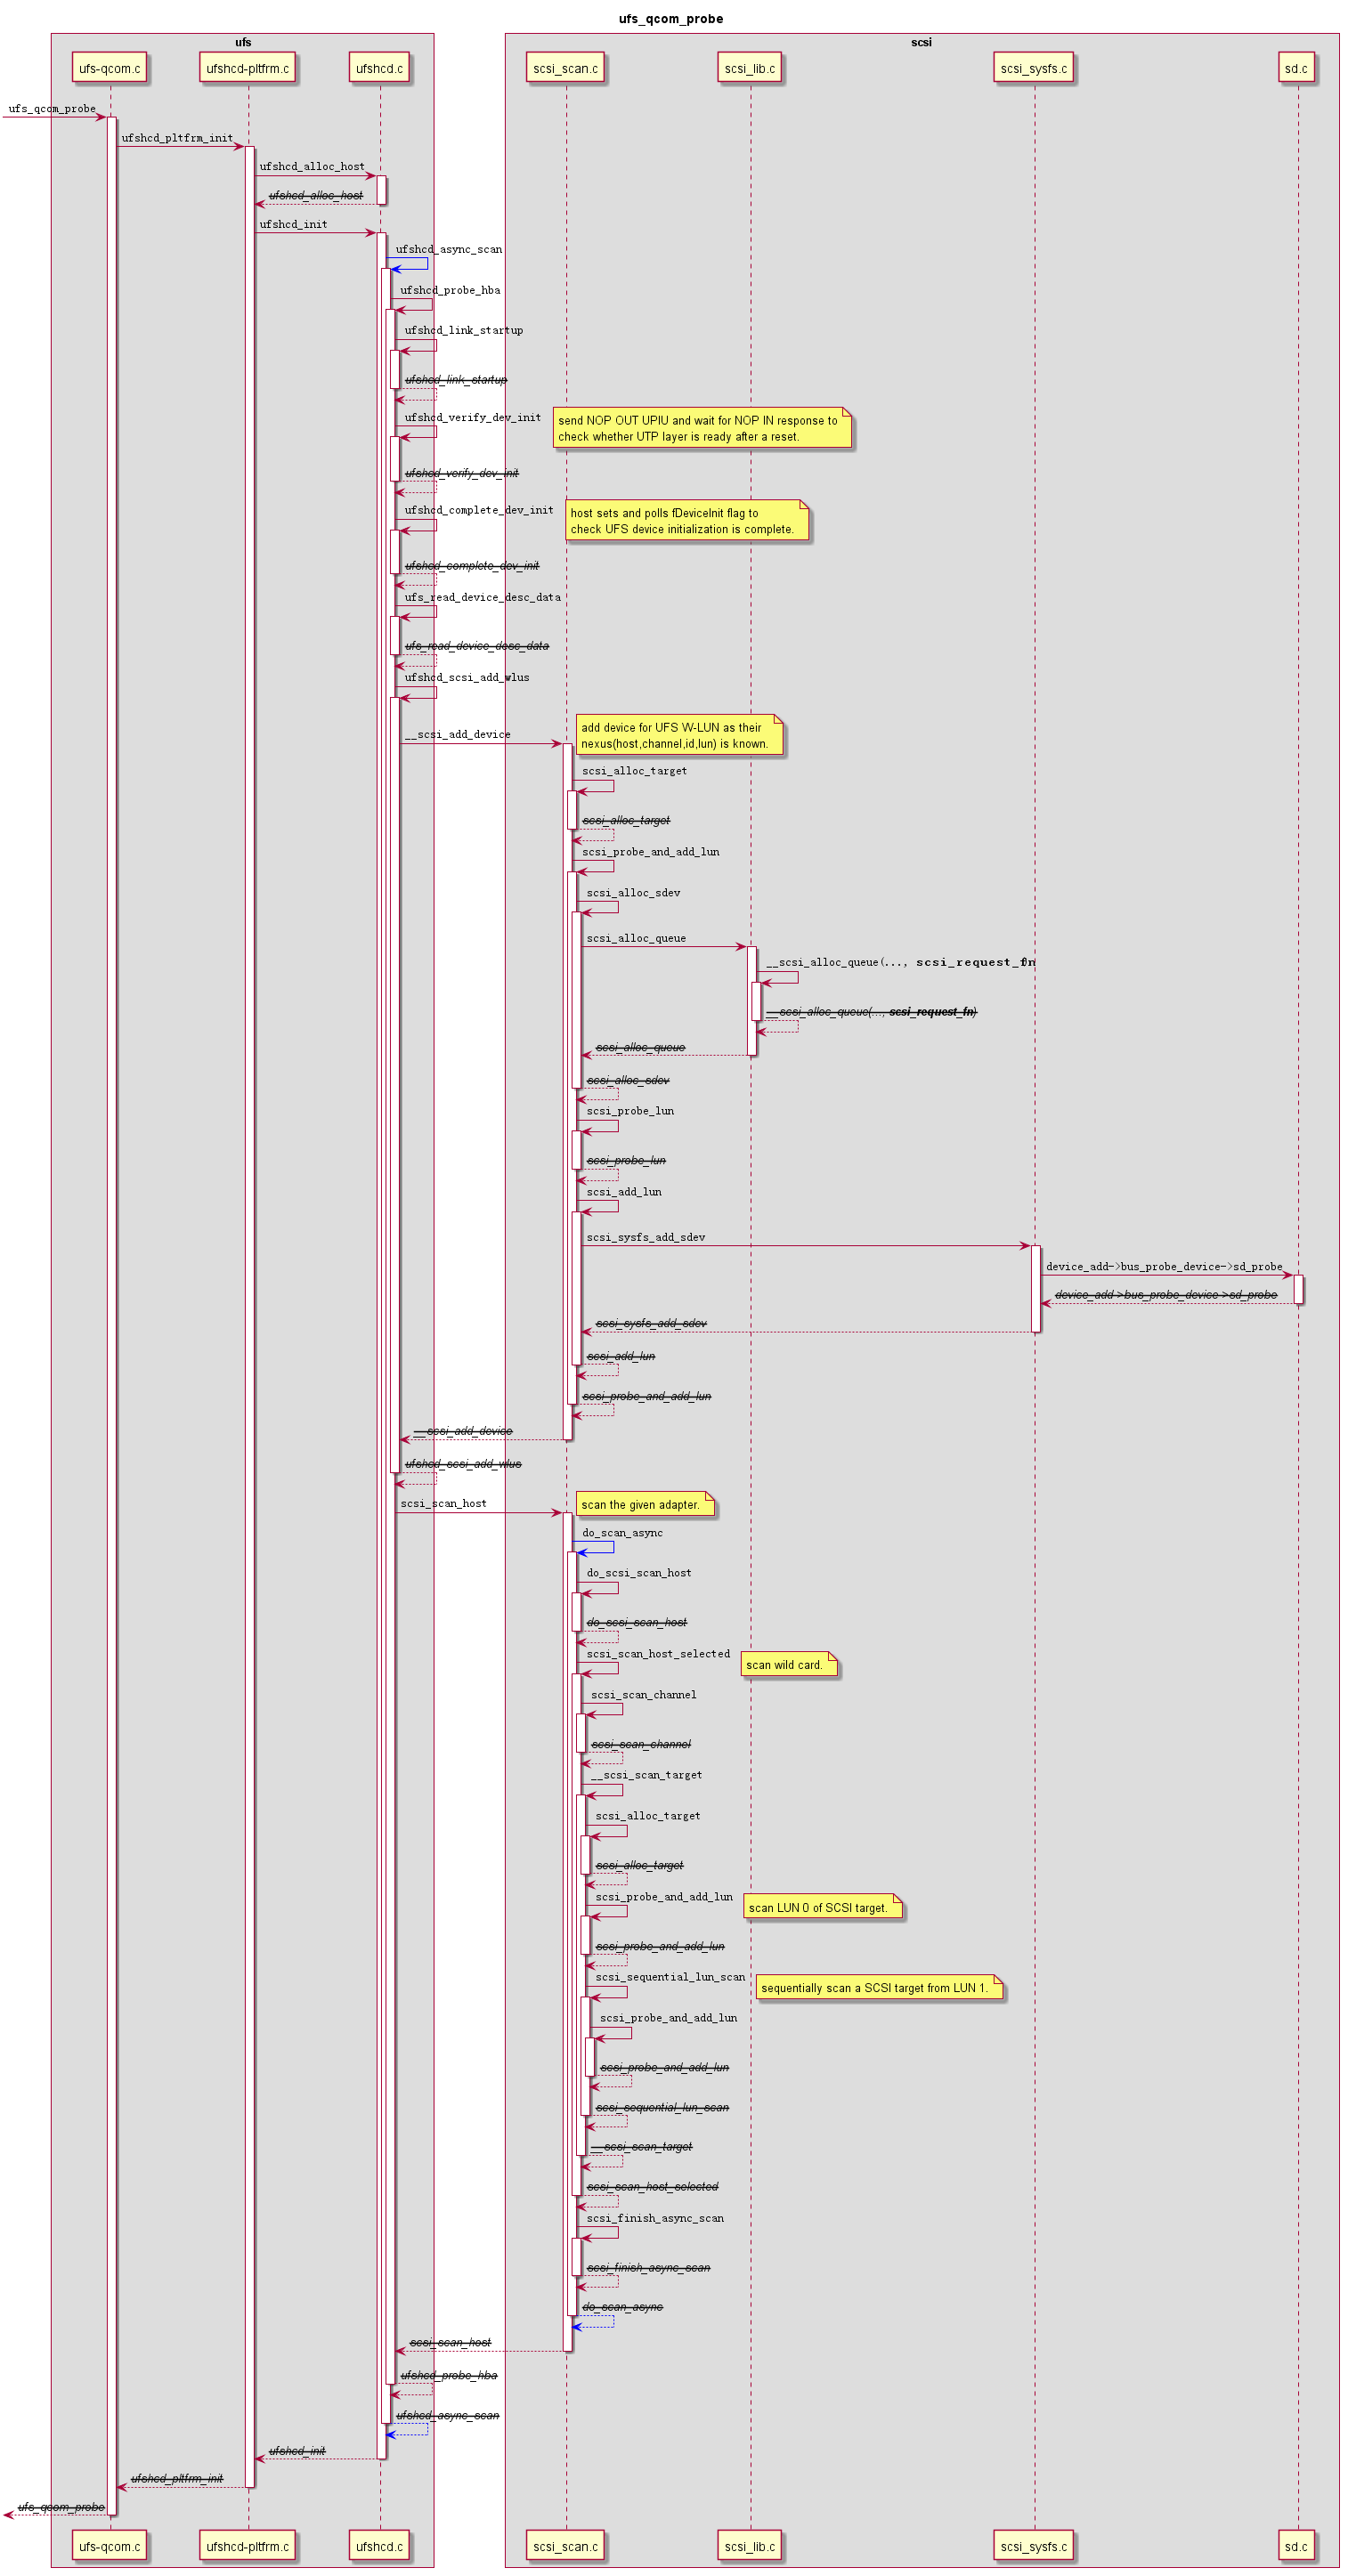 ufs_qcom_probe
ufs
scsi
ufs-qcom.c
ufshcd-pltfrm.c
ufshcd.c
scsi_scan.c
scsi_lib.c
scsi_sysfs.c
sd.c
ufs_qcom_probe
ufshcd_pltfrm_init
ufshcd_alloc_host
ufshcd_alloc_host
ufshcd_init
ufshcd_async_scan
ufshcd_probe_hba
ufshcd_link_startup
ufshcd_link_startup
ufshcd_verify_dev_init
send NOP OUT UPIU and wait for NOP IN response to
check whether UTP layer is ready after a reset.
ufshcd_verify_dev_init
ufshcd_complete_dev_init
host sets and polls fDeviceInit flag to
check UFS device initialization is complete.
ufshcd_complete_dev_init
ufs_read_device_desc_data
ufs_read_device_desc_data
ufshcd_scsi_add_wlus
__scsi_add_device
add device for UFS W-LUN as their
nexus(host,channel,id,lun) is known.
scsi_alloc_target
scsi_alloc_target
scsi_probe_and_add_lun
scsi_alloc_sdev
scsi_alloc_queue
__scsi_alloc_queue(..., scsi_request_fn)
__scsi_alloc_queue(..., scsi_request_fn)
scsi_alloc_queue
scsi_alloc_sdev
scsi_probe_lun
scsi_probe_lun
scsi_add_lun
scsi_sysfs_add_sdev
device_add->bus_probe_device->sd_probe
device_add->bus_probe_device->sd_probe
scsi_sysfs_add_sdev
scsi_add_lun
scsi_probe_and_add_lun
__scsi_add_device
ufshcd_scsi_add_wlus
scsi_scan_host
scan the given adapter.
do_scan_async
do_scsi_scan_host
do_scsi_scan_host
scsi_scan_host_selected
scan wild card.
scsi_scan_channel
scsi_scan_channel
__scsi_scan_target
scsi_alloc_target
scsi_alloc_target
scsi_probe_and_add_lun
scan LUN 0 of SCSI target.
scsi_probe_and_add_lun
scsi_sequential_lun_scan
sequentially scan a SCSI target from LUN 1.
scsi_probe_and_add_lun
scsi_probe_and_add_lun
scsi_sequential_lun_scan
__scsi_scan_target
scsi_scan_host_selected
scsi_finish_async_scan
scsi_finish_async_scan
do_scan_async
scsi_scan_host
ufshcd_probe_hba
ufshcd_async_scan
ufshcd_init
ufshcd_pltfrm_init
ufs_qcom_probe
ufs-qcom.c
ufshcd-pltfrm.c
ufshcd.c
scsi_scan.c
scsi_lib.c
scsi_sysfs.c
sd.c